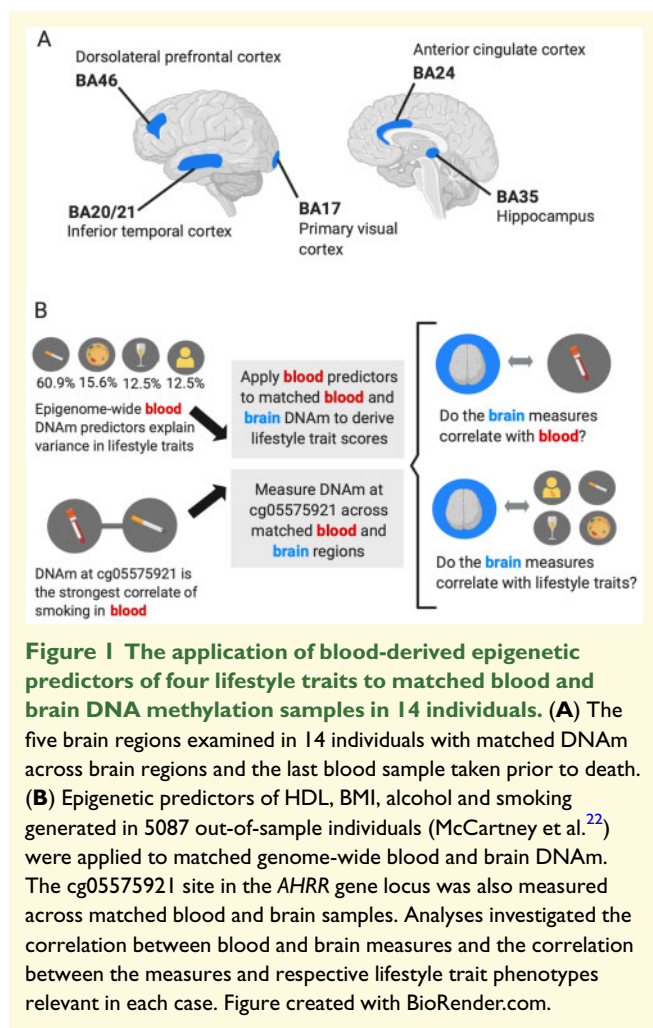 A
Dorsolateral prefrontal cortex
BA46
Anterior cingulate cortex
BA24
BA20/21
Inferior temporal cortex
BA17
Primary visual
cortex
BA35
Hippocampus
B
60.9% 15.6% 12.5% 12.5%
Epigenome-wide blood
DNAm predictors explain
variance in lifestyle traits
DNAm at cg05575921 is
the strongest correlate of
smoking in blood
Apply blood predictors
to matched blood and
brain DNAm to derive
lifestyle trait scores
Measure DNAm at
cg05575921 across
matched blood and
brain regions
Do the brain measures
correlate with blood?
Do the brain measures
correlate with lifestyle traits?
Figure 1 The application of blood-derived epigenetic
predictors of four lifestyle traits to matched blood and
brain DNA methylation samples in 14 individuals. (A) The
five brain regions examined in 14 individuals with matched DNAm
across brain regions and the last blood sample taken prior to death.
(B) Epigenetic predictors of HDL, BMI, alcohol and smoking
generated in 5087 out-of-sample individuals (McCartney et al.22)
were applied to matched genome-wide blood and brain DNAm.
The cg05575921 site in the AHRR gene locus was also measured
across matched blood and brain samples. Analyses investigated the
correlation between blood and brain measures and the correlation
between the measures and respective lifestyle trait phenotypes
relevant in each case. Figure created with BioRender.com.